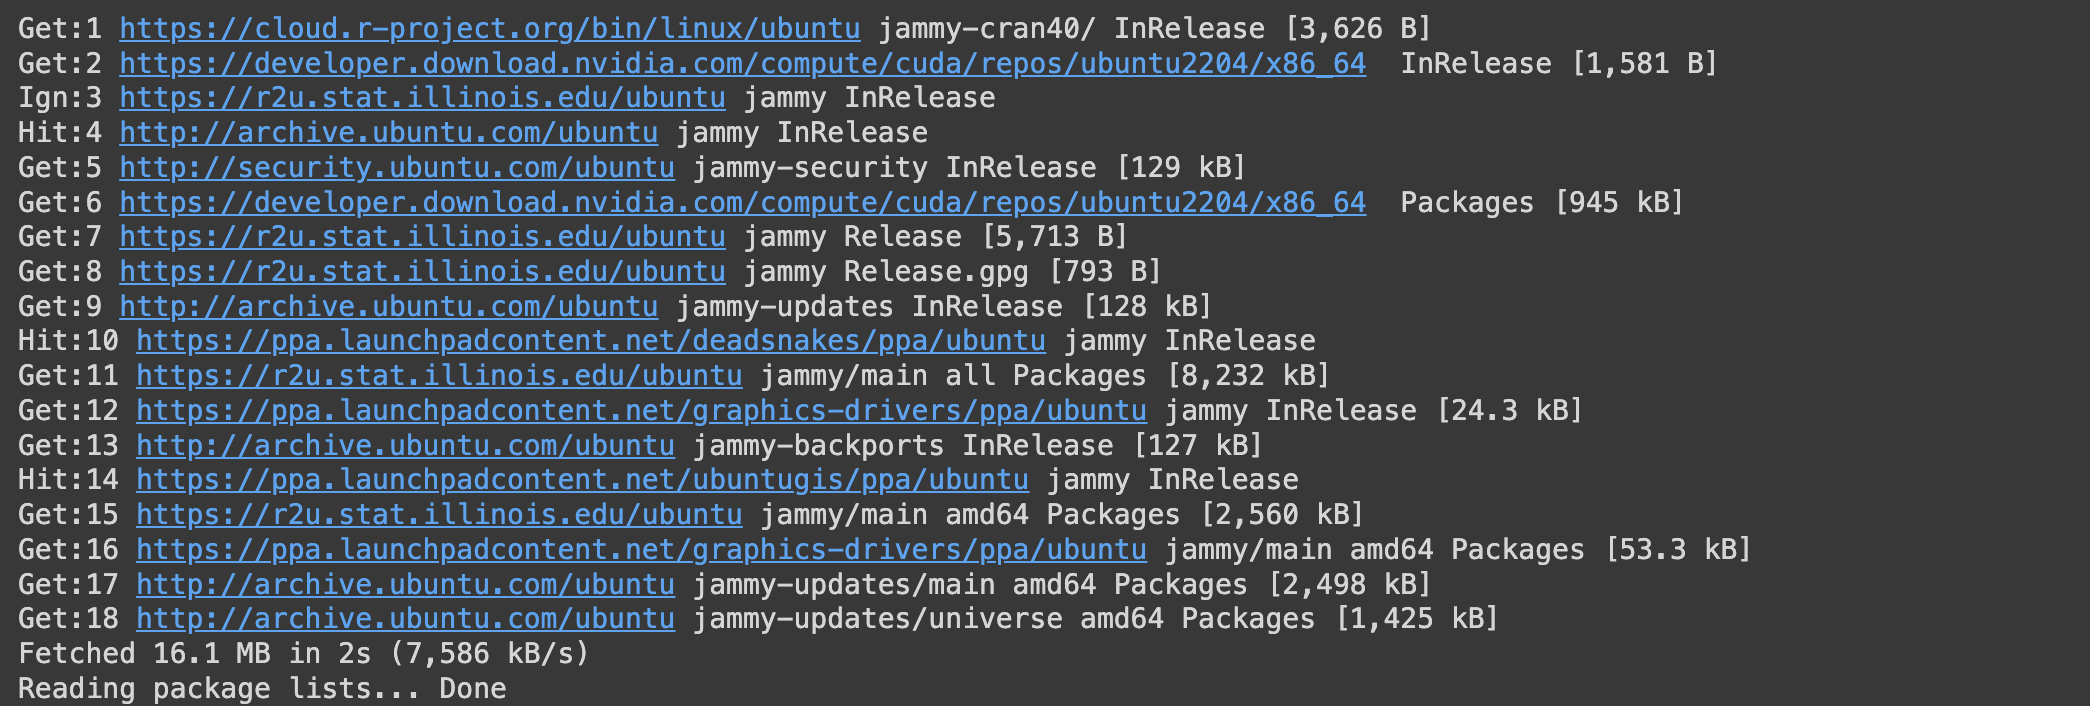 Get:1 https://cloud.r-project.org/bin/linux/ubuntu jammy-cran40/ InRelease [3,626 B]
Get:2 https://developer.download.nvidia.com/compute/cuda/repos/ubuntu2204/x86_64  InRelease [1,581 B]
Ign:3 https://r2u.stat.illinois.edu/ubuntu jammy InRelease
Hit:4 http://archive.ubuntu.com/ubuntu jammy InRelease
Get:5 http://security.ubuntu.com/ubuntu jammy-security InRelease [129 kB]
Get:6 https://developer.download.nvidia.com/compute/cuda/repos/ubuntu2204/x86_64  Packages [945 kB]
Get:7 https://r2u.stat.illinois.edu/ubuntu jammy Release [5,713 B]
Get:8 https://r2u.stat.illinois.edu/ubuntu jammy Release.gpg [793 B]
Get:9 http://archive.ubuntu.com/ubuntu jammy-updates InRelease [128 kB]
Hit:10 https://ppa.launchpadcontent.net/deadsnakes/ppa/ubuntu jammy InRelease
Get:11 https://r2u.stat.illinois.edu/ubuntu jammy/main all Packages [8,232 kB]
Get:12 https://ppa.launchpadcontent.net/graphics-drivers/ppa/ubuntu jammy InRelease [24.3 kB]
Get:13 http://archive.ubuntu.com/ubuntu jammy-backports InRelease [127 kB]
Hit:14 https://ppa.launchpadcontent.net/ubuntugis/ppa/ubuntu jammy InRelease
Get:15 https://r2u.stat.illinois.edu/ubuntu jammy/main amd64 Packages [2,560 kB]
Get:16 https://ppa.launchpadcontent.net/graphics-drivers/ppa/ubuntu jammy/main amd64 Packages [53.3 kB]
Get:17 http://archive.ubuntu.com/ubuntu jammy-updates/main amd64 Packages [2,498 kB]
Get:18 http://archive.ubuntu.com/ubuntu jammy-updates/universe amd64 Packages [1,425 kB]
Fetched 16.1 MB in 2s (7,586 kB/s)
Reading package lists... Done